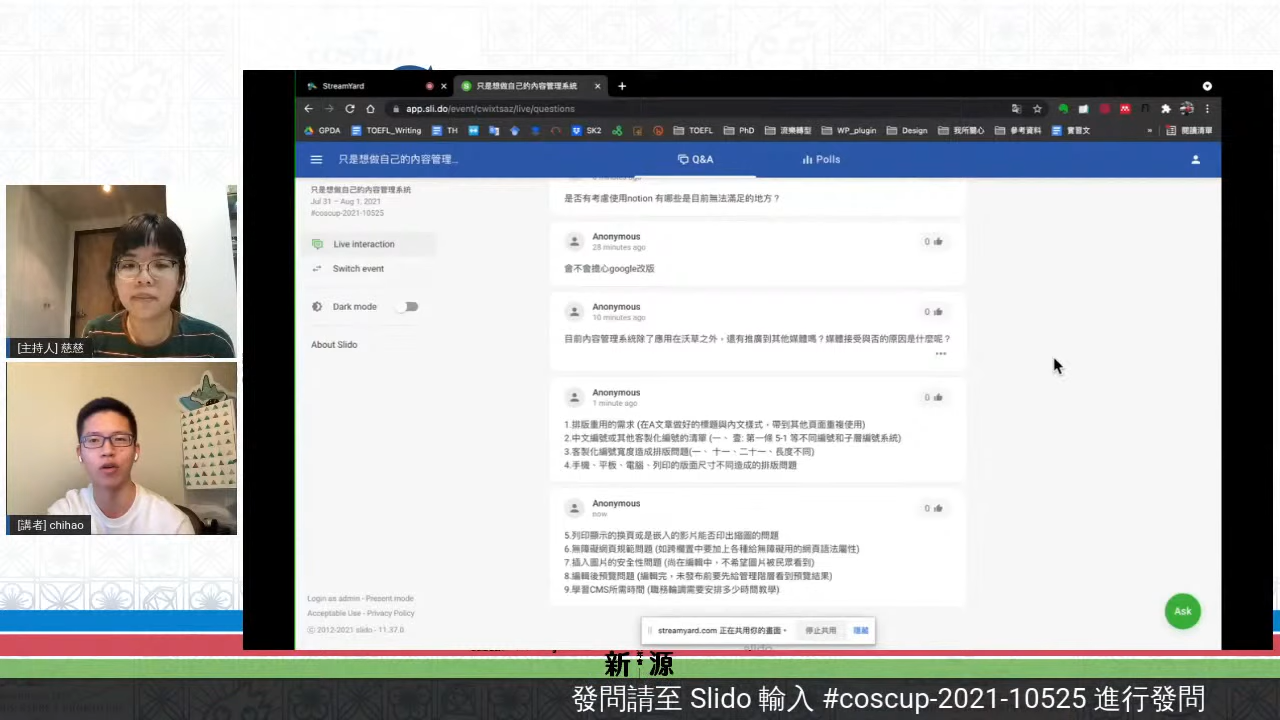 StreamYard
只是想做自己的內容管理系統
app.sli.do/event/cwixtsaz/live/questions
GPDA
TOEFL_Writing
TH
SK2
TOEFL
PhD
WP_plugin
Design
我所關心
參考資料
實習文
»
閱讀清單
只是想做自己的內容管理...
Q&A
Polls
只是想做自己的內容管理系統
Jul 31 – Aug 1, 2021
#coscup-2021-10525
Live interaction
Switch event
Dark mode
About Slido
是否有考慮使用notion 有哪些是目前無法滿足的地方？
Anonymous
28 minutes ago
0
會不會擔心google改版
Anonymous
10 minutes ago
0
目前內容管理系統除了應用在沃草之外，還有推廣到其他媒體嗎？媒體接受與否的原因是什麼呢？
Anonymous
1 minute ago
0
1.排版重用的需求 (在A文章做好的標題與內文樣式，帶到其他頁面重複使用)
2.中文編號或其他客製化編號的清單 (一、 壹: 第一條 5-1 等不同編號和子層編號系統)
3.客製化編號寬度造成排版問題(一、 十一、二十一、長度不同)
4.手機、平板、電腦、列印的版面尺寸不同造成的排版問題
Anonymous
now
0
5.列印顯示的換頁或是嵌入的影片能否印出縮圖的問題
6.無障礙網頁規範問題 (如跨欄置中要加上各種給無障礙用的網頁語法屬性)
7.插入圖片的安全性問題 (尚在編輯中，不希望圖片被民眾看到)
8.編輯後預覽問題 (編輯完，未發布前要先給管理階層看到預覽結果)
9.學習CMS所需時間 (職務輪調需要安排多少時間教學)
Login as admin - Present mode
Acceptable Use - Privacy Policy
© 2012-2021 slido - 11.37.0
Ask
streamyard.com 正在共用你的畫面。
停止共用
隱藏
[主持人] 慈慈
[講者] chihao
新
源
發問請至 Slido 輸入 #coscup-2021-10525 進行發問